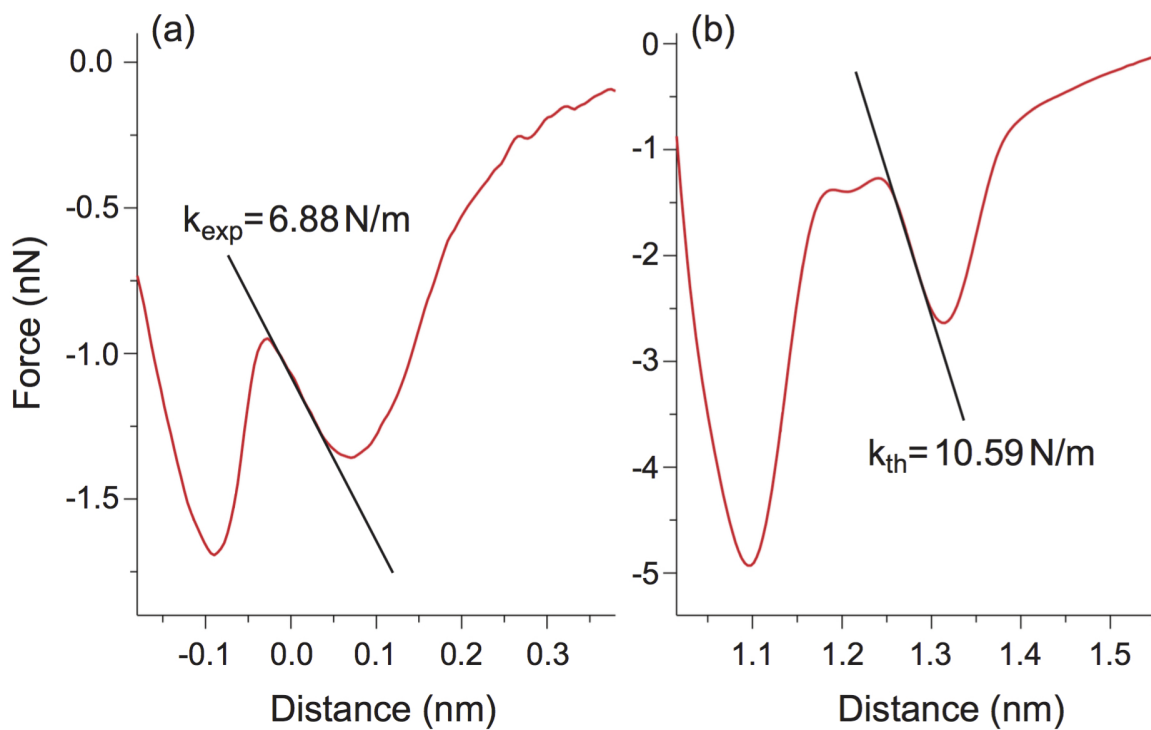 (a)
0.0
-0.5
-1.0
-1.5
Force (nN)
k_exp=6.88 N/m
-0.1 0.0 0.1 0.2 0.3
Distance (nm)
(b)
0
-1
-2
-3
-4
-5
k_th=10.59 N/m
1.1 1.2 1.3 1.4 1.5
Distance (nm)